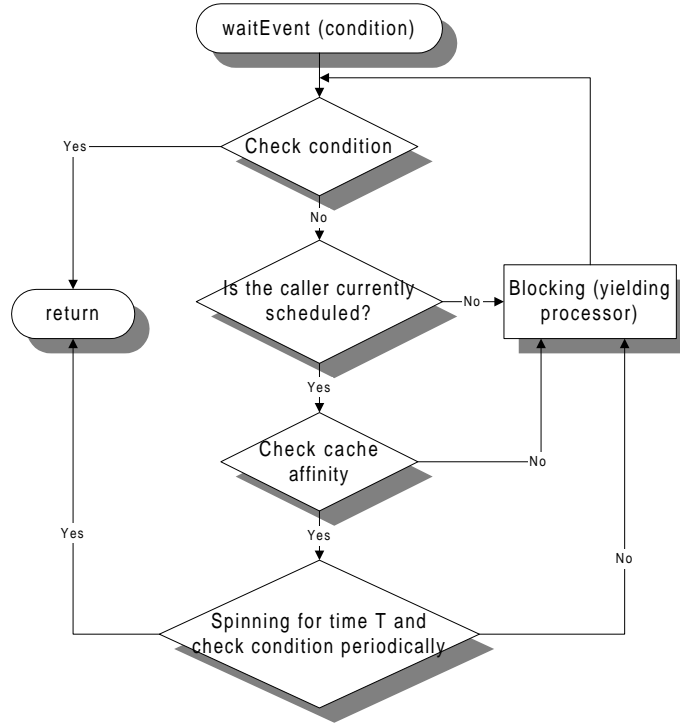 waitEvent (condition)
Yes
Check condition
No
Is the caller currently
scheduled?
No
Blocking (yielding
processor)
return
Yes
Check cache
affinity
No
Yes
Yes
No
Spinning for time T and
check condition periodically